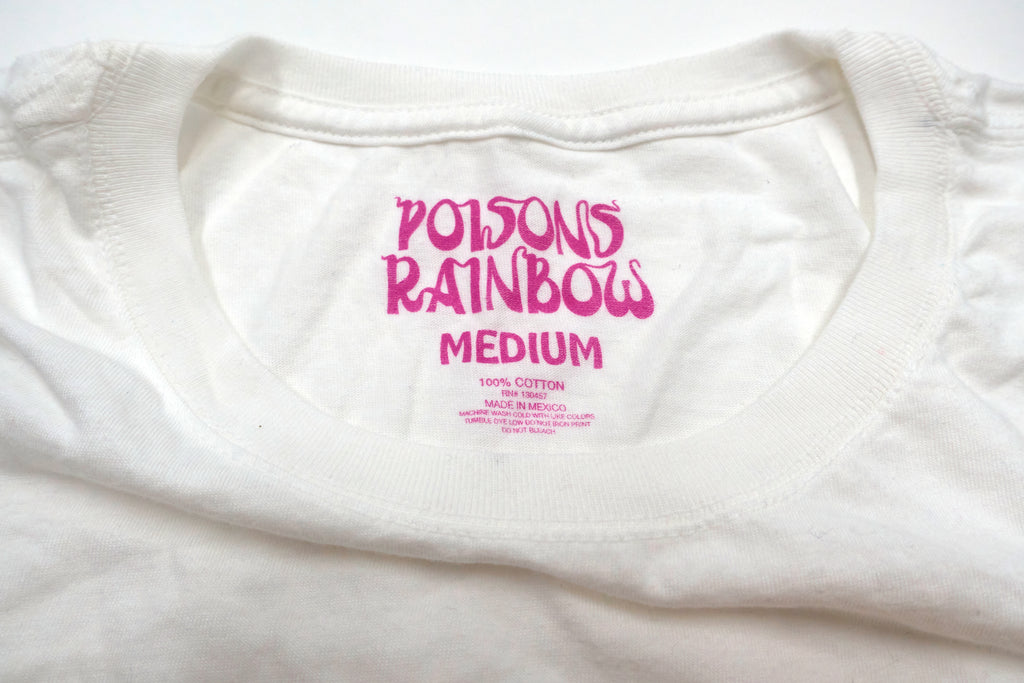 POISONS
RAINBOW
MEDIUM
100% COTTON
RN# 130457
MADE IN MEXICO
MACHINE WASH COLD WITH LIKE COLORS
TUMBLE DYE LOW DO NOT IRON PRINT
DO NOT BLEACH